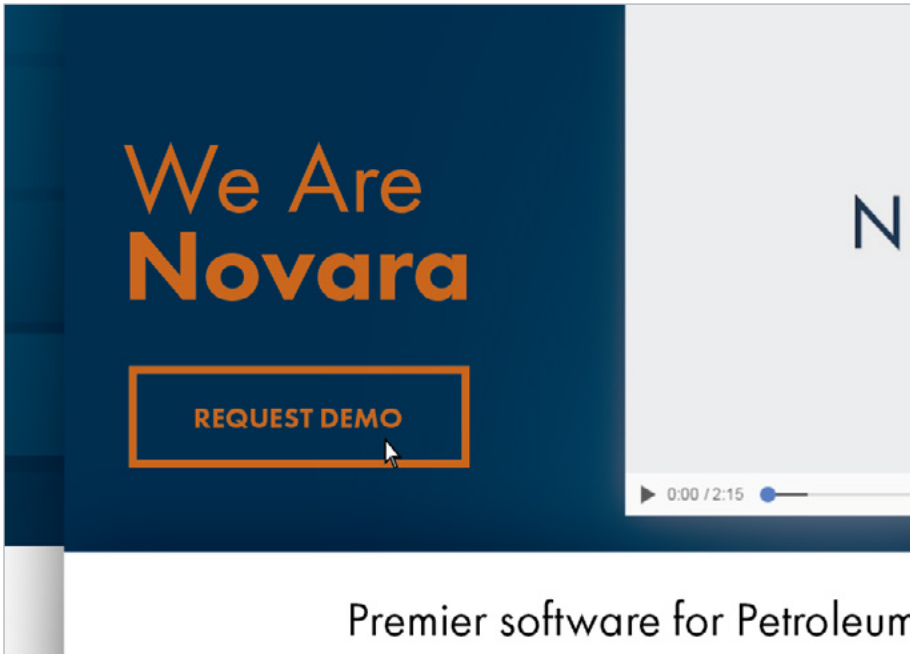 We Are
Novara
REQUEST DEMO
N
0:00 / 2:15
Premier software for Petroleum